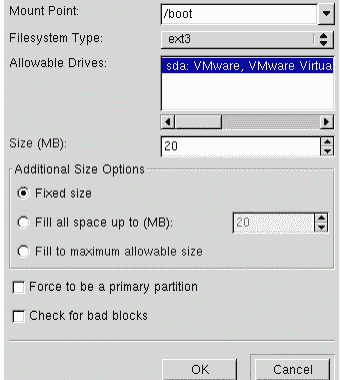 Mount Point: /boot
Filesystem Type: ext3
Allowable Drives: sda: VMware, VMware Virtua
Size (MB): 20
Additional Size Options
Fixed size
Fill all space up to (MB): 20
Fill to maximum allowable size
Force to be a primary partition
Check for bad blocks
OK Cancel